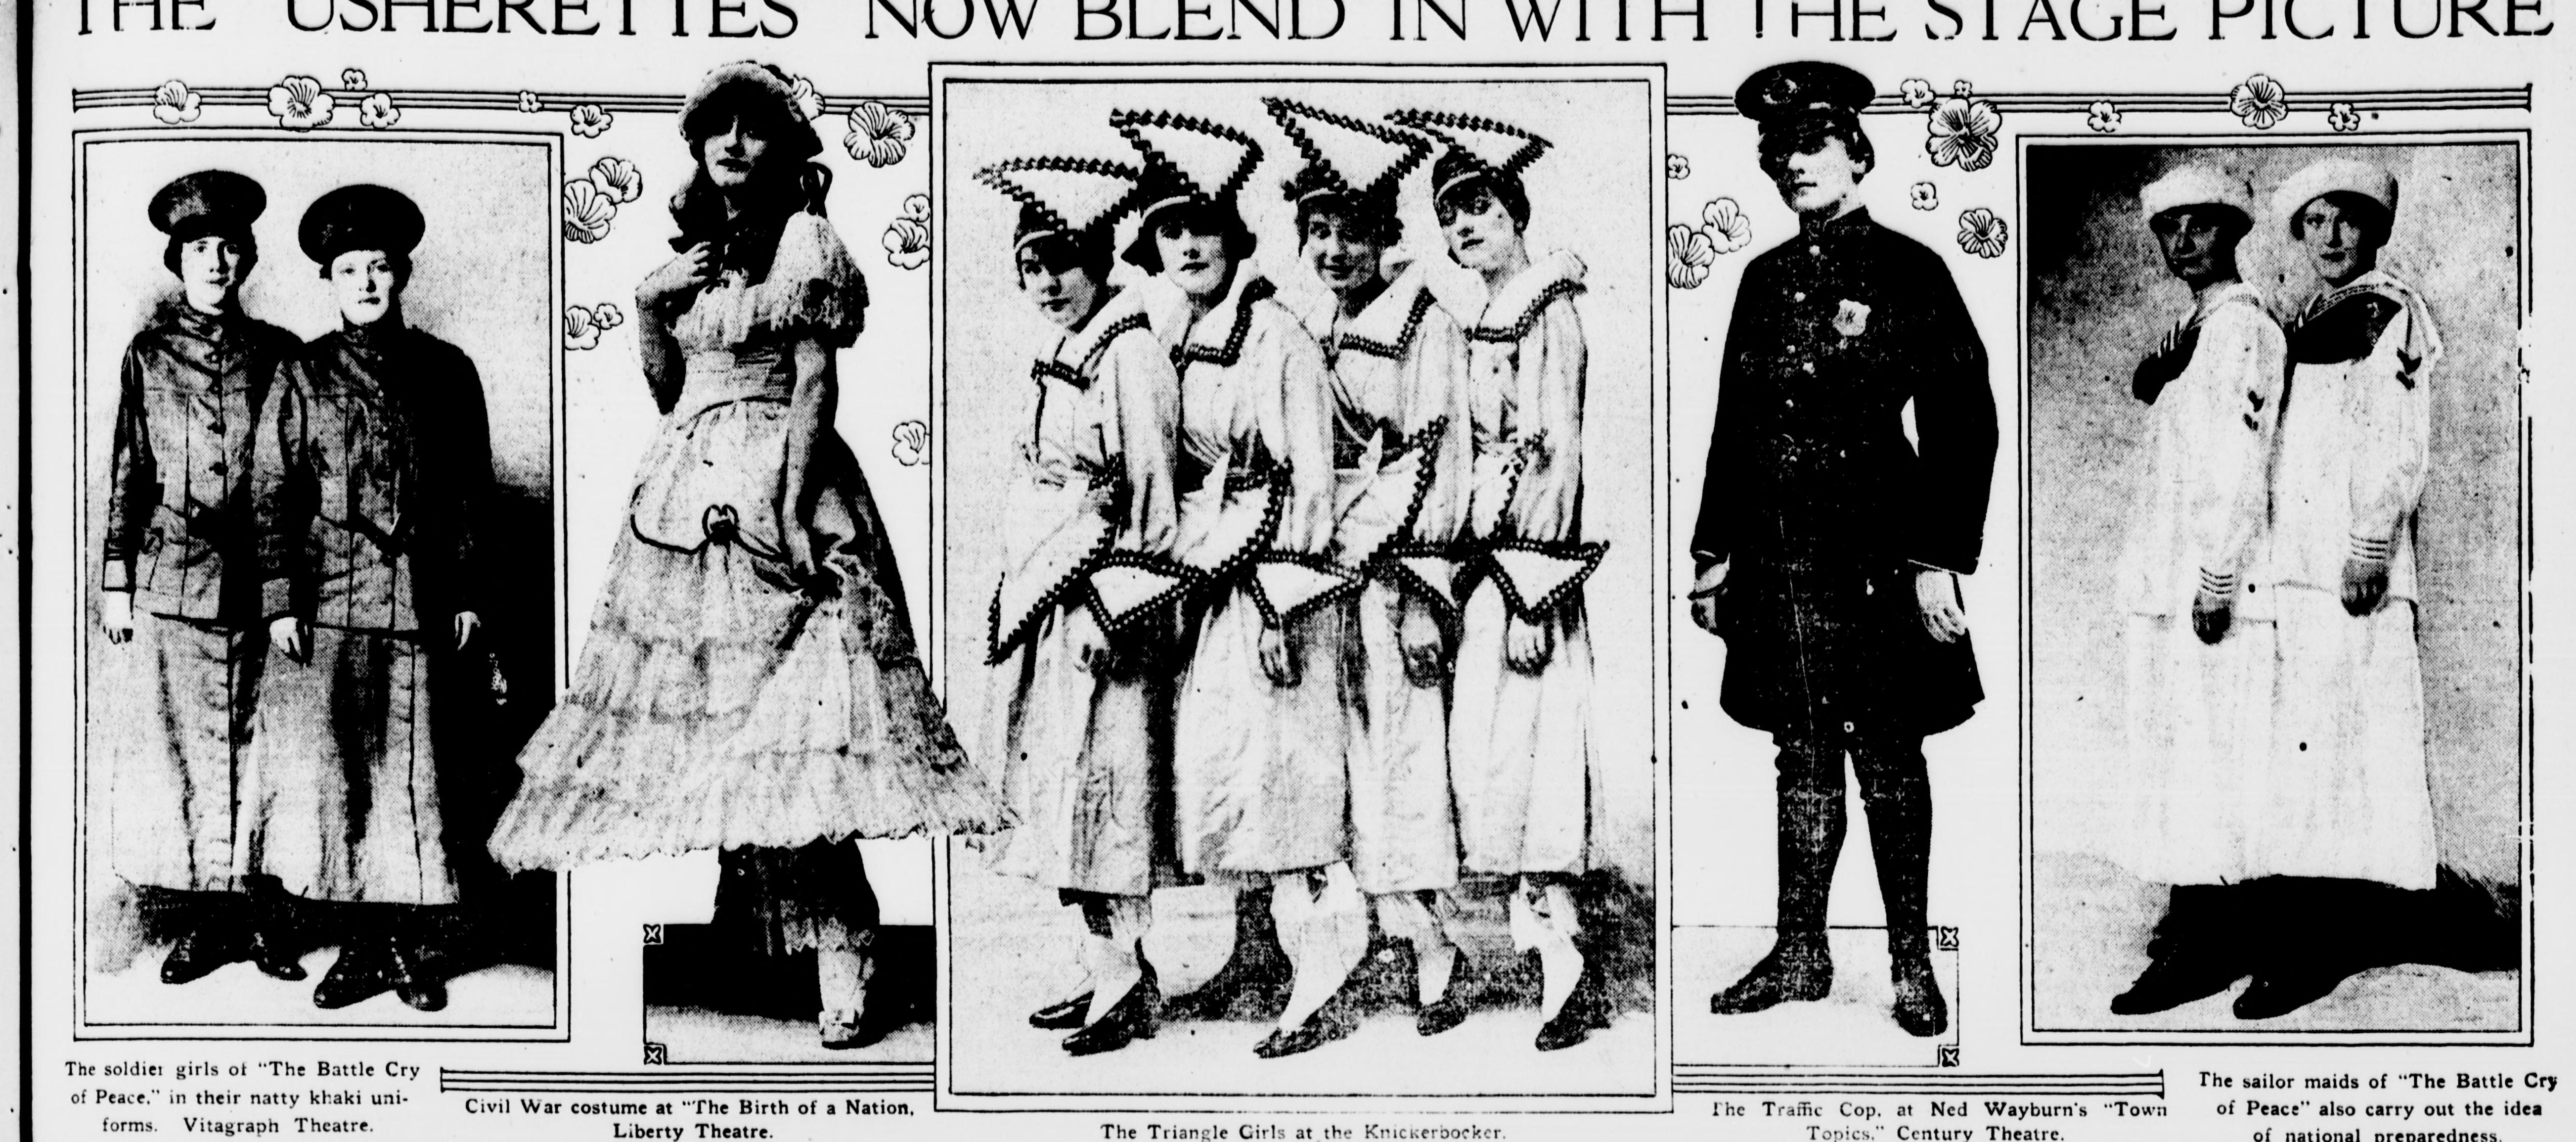 THE "USHERETTES" NOW BLEND IN WITH THE STAGE PICTURE
The soldier girls of "The Battle Cry
of Peace," in their natty khaki uni-
forms. Vitagraph Theatre.
Civil War costume at "The Birth of a Nation,
Liberty Theatre.
The Triangle Girls at the Knickerbocker.
The Traffic Cop, at Ned Wayburn's "Town
Topics," Century Theatre.
The sailor maids of "The Battle Cry
of Peace" also carry out the idea
of national preparedness.